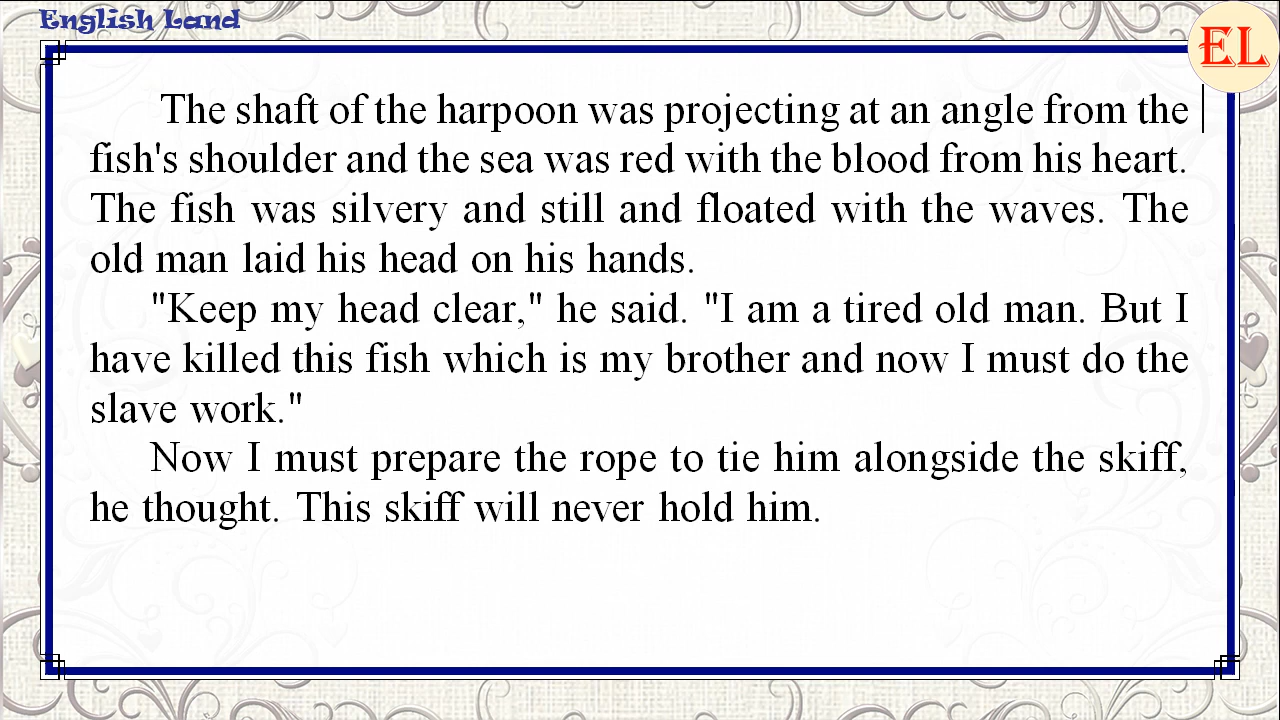 English Land
EL
The shaft of the harpoon was projecting at an angle from the
fish's shoulder and the sea was red with the blood from his heart.
The fish was silvery and still and floated with the waves. The
old man laid his head on his hands.
"Keep my head clear," he said. "I am a tired old man. But I
have killed this fish which is my brother and now I must do the
slave work."
Now I must prepare the rope to tie him alongside the skiff,
he thought. This skiff will never hold him.